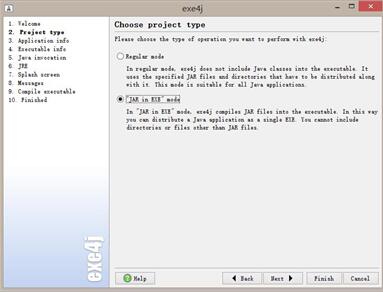 exe4j
1. Welcome
2. Project type
3. Application info
4. Executable info
5. Java invocation
6. JRE
7. Splash screen
8. Messages
9. Compile executable
10. Finished
exe4j
Choose project type
Please choose the type of operation you want to perform with exe4j:
Regular mode
In regular mode, exe4j does not include Java classes into the executable. It
uses the specified JAR files and directories that have to be distributed along
with it. This mode is suitable for all Java applications.
"JAR in EXE" mode
In "JAR in EXE" mode, exe4j compiles JAR files into the executable. In this way
you can distribute a Java application as a single EXE. You cannot include
directories or files other than JAR files.
Help
Back
Next
Finish
Cancel